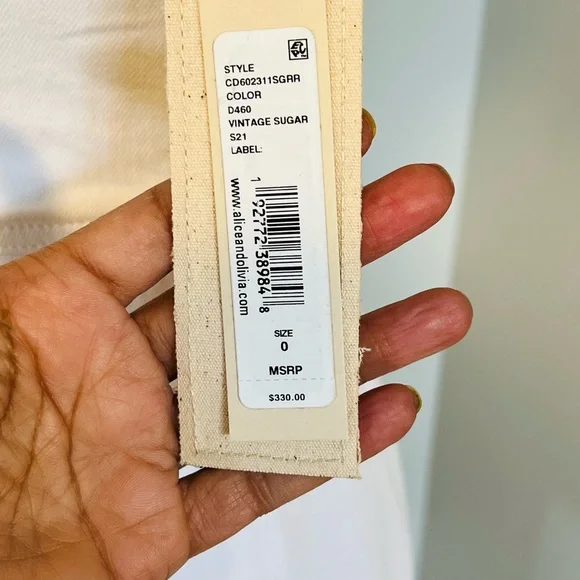 STYLE
CD602311SGRR
COLOR
D460
VINTAGE SUGAR
S21
LABEL:
www.aliceandolivia.com
1 92772 38984 8
SIZE
0
MSRP
$330.00